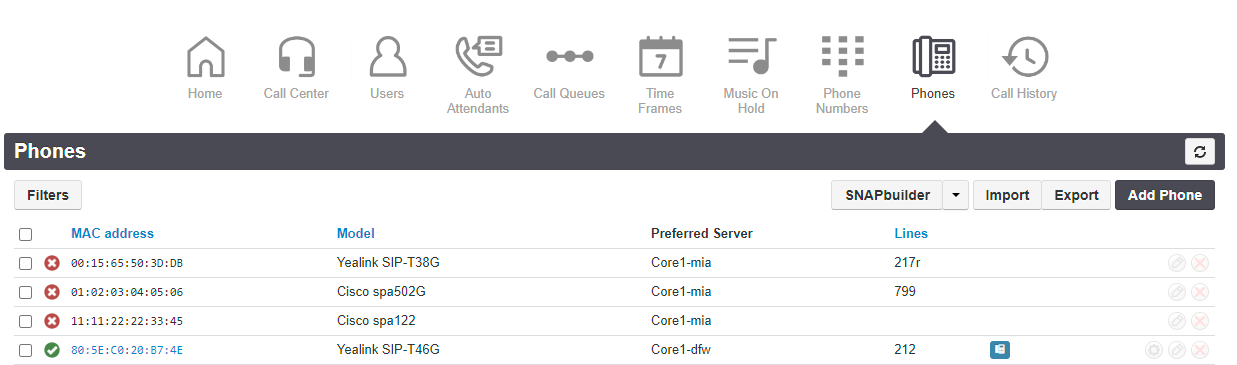 7
Home
Call Center
Users
Auto
Attendants
Call Queues
Time
Frames
Music On
Hold
Phone
Numbers
Phones
Call History
Phones
Filters
SNAPbuilder
Import
Export
Add Phone
MAC address Model Preferred Server Lines
00:15:65:50:3D:DB Yealink SIP-T38G Core1-mia 217r
01:02:03:04:05:06 Cisco spa502G Core1-mia 799
11:11:22:22:33:45 Cisco spa122 Core1-mia
80:5E:C0:20:B7:4E Yealink SIP-T46G Core1-dfw 212